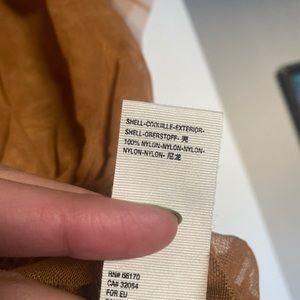 SHELL-COQUILLE-EXTERIOR-
SHELL-OBERSTOFF- 壳
100% NYLON-NYLON-NYLON-
NYLON-NYLON- 尼龙
RN# 66170
CA# 32054
FOR EU